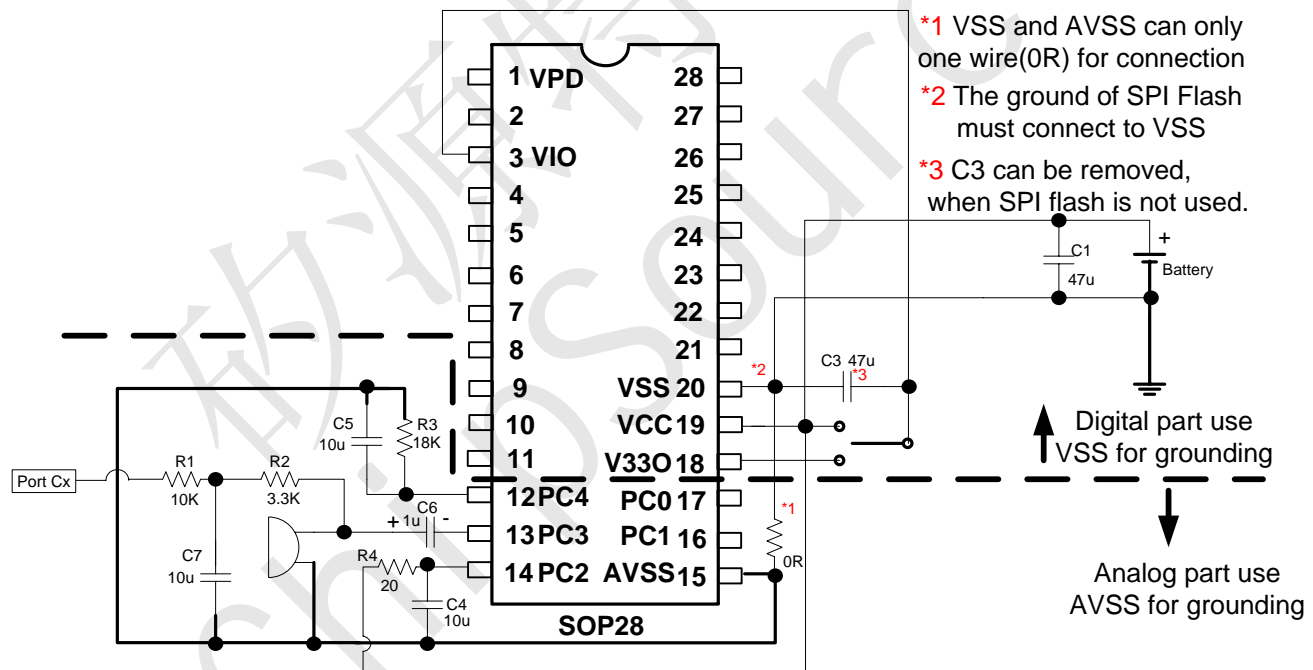 *1 VSS and AVSS can only
one wire(0R) for connection
*2 The ground of SPI Flash
must connect to VSS
*3 C3 can be removed,
when SPI flash is not used.
1 VPD
2
3 VIO
4
5
6
7
8
9
10
11
12 PC4
13 PC3
14 PC2
28
27
26
25
24
23
22
21
VSS 20
VCC 19
V33O 18
PC0 17
PC1 16
AVSS 15
SOP28
C1
47u
+
Battery
*2
C3 47u
*3
Digital part use
VSS for grounding
*1
0R
Analog part use
AVSS for grounding
C5
10u
R3
18K
Port Cx
R1
10K
R2
3.3K
C6
+ 1u -
C7
10u
R4
20
C4
10u
矽源特
ChipSourc